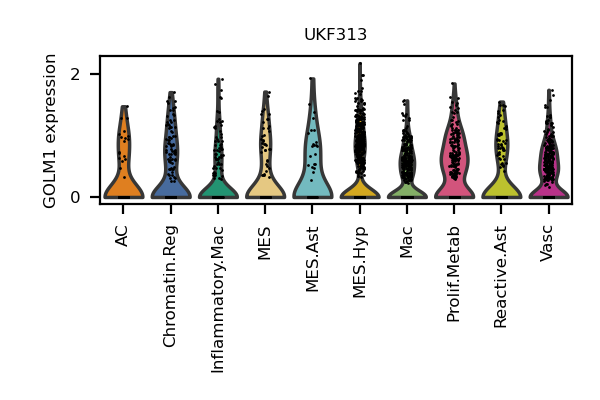 UKF313
GOLM1 expression
2
0
AC
Chromatin.Reg
Inflammatory.Mac
MES
MES.Ast
MES.Hyp
Mac
Prolif.Metab
Reactive.Ast
Vasc